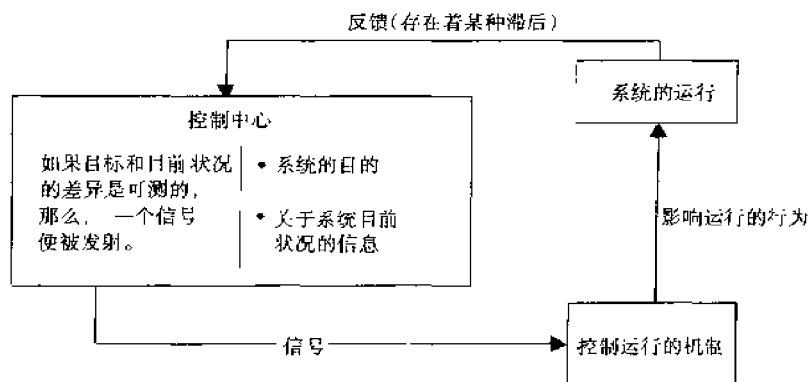 反馈(存在着某种滞后)
系统的运行
控制中心
如果目标和目前状况
的差异是可测的,
那么, 一个信号
便被发射。
• 系统的目的
• 关于系统目前
状况的信息
影响运行的行为
信号
控制运行的机制